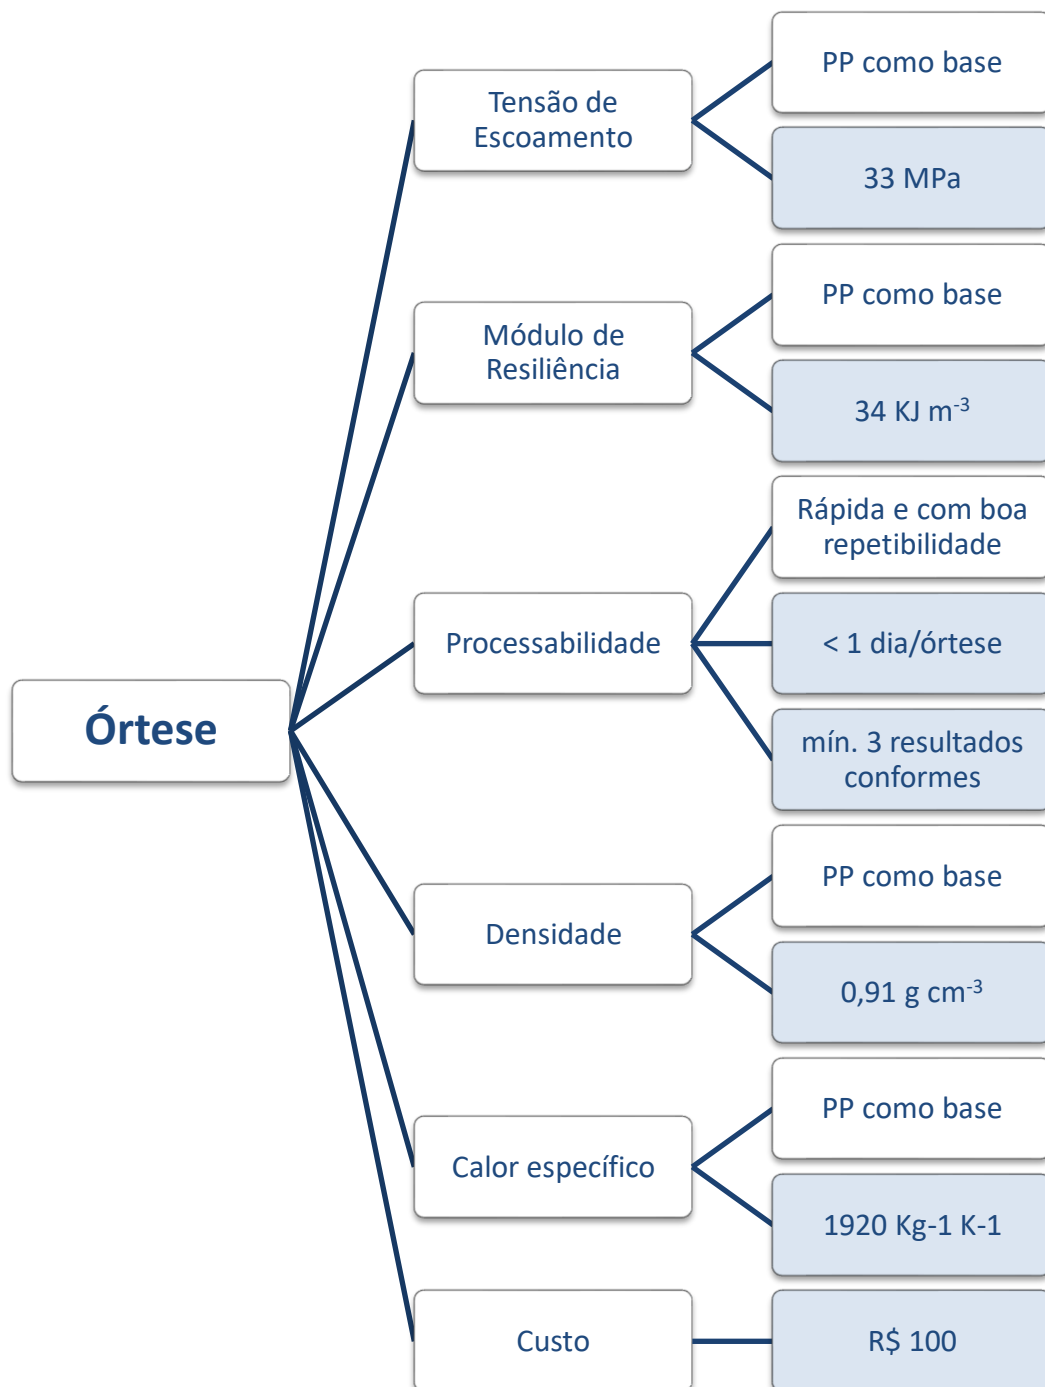 Órtese
Tensão de
Escoamento
PP como base
33 MPa
Módulo de
Resiliência
PP como base
34 KJ m⁻³
Processabilidade
Rápida e com boa
repetibilidade
< 1 dia/órtese
mín. 3 resultados
conformes
Densidade
PP como base
0,91 g cm⁻³
Calor específico
PP como base
1920 Kg-1 K-1
Custo
R$ 100